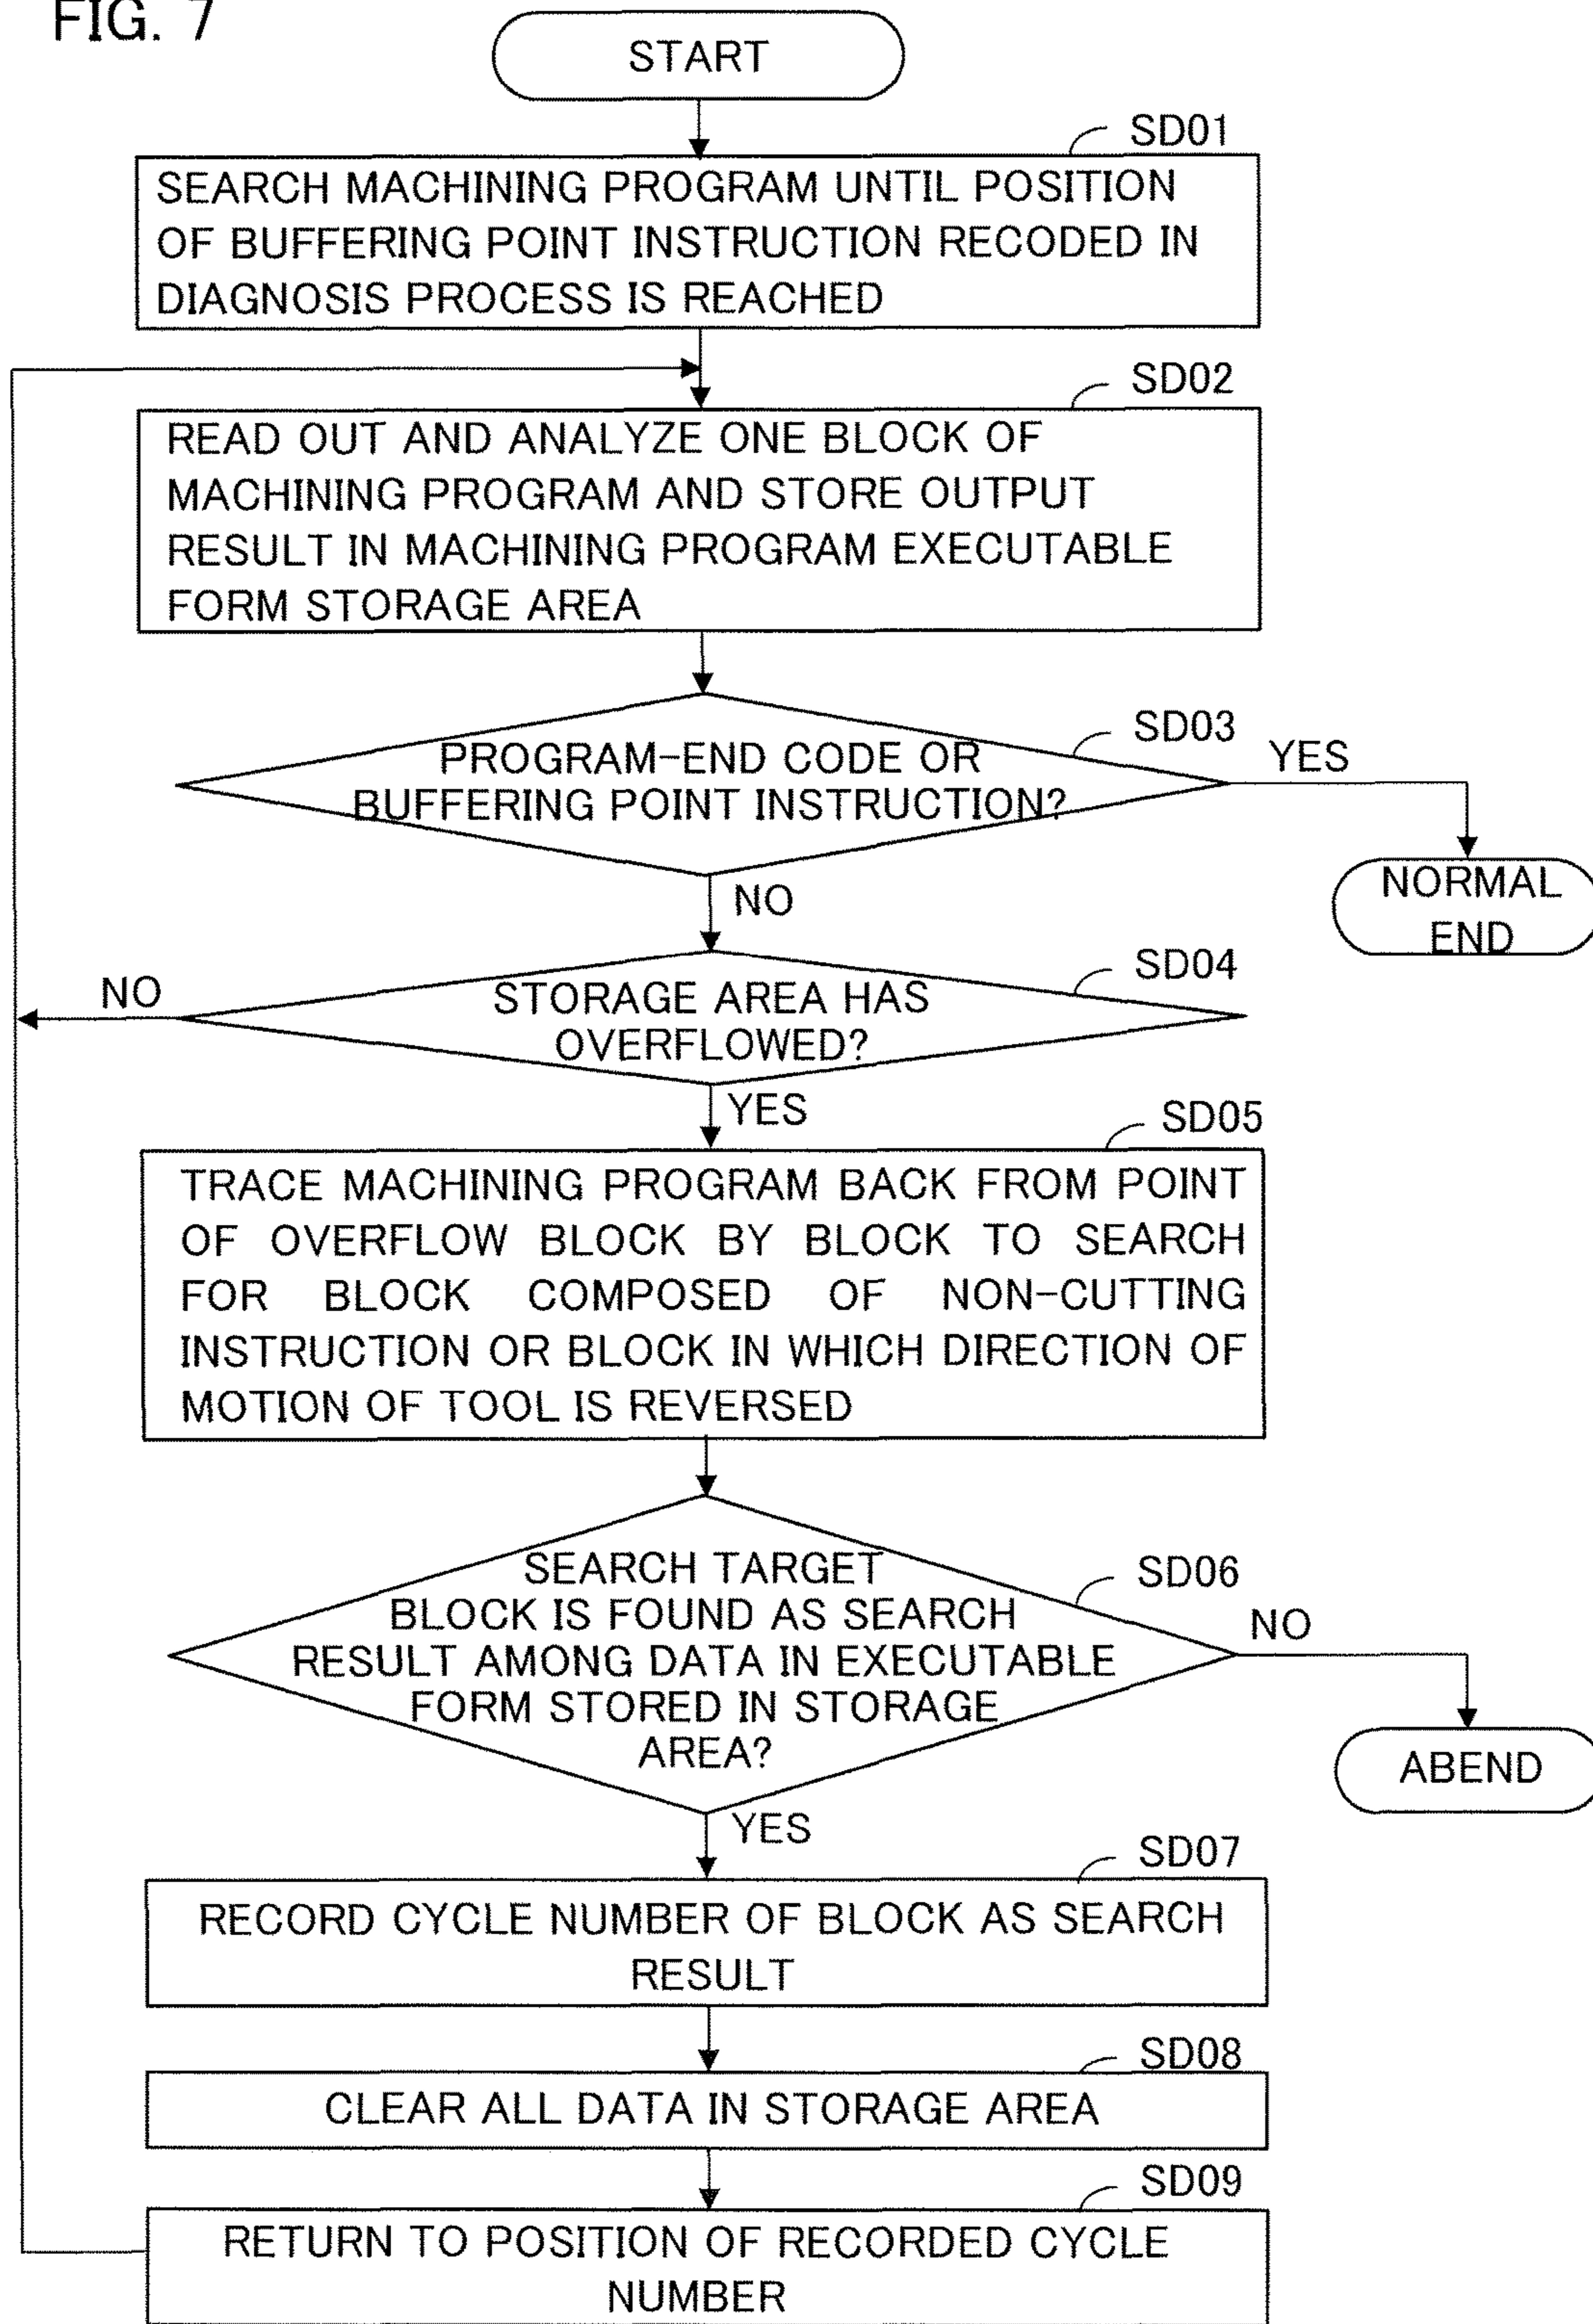 FIG. 7
START
SD01
SEARCH MACHINING PROGRAM UNTIL POSITION
OF BUFFERING POINT INSTRUCTION RECODED IN
DIAGNOSIS PROCESS IS REACHED
SD02
READ OUT AND ANALYZE ONE BLOCK OF
MACHINING PROGRAM AND STORE OUTPUT
RESULT IN MACHINING PROGRAM EXECUTABLE
FORM STORAGE AREA
SD03
PROGRAM-END CODE OR
BUFFERING POINT INSTRUCTION?
YES
NORMAL
END
NO
SD04
STORAGE AREA HAS
OVERFLOWED?
NO
YES
SD05
TRACE MACHINING PROGRAM BACK FROM POINT
OF OVERFLOW BLOCK BY BLOCK TO SEARCH
FOR BLOCK COMPOSED OF NON-CUTTING
INSTRUCTION OR BLOCK IN WHICH DIRECTION OF
MOTION OF TOOL IS REVERSED
SD06
SEARCH TARGET
BLOCK IS FOUND AS SEARCH
RESULT AMONG DATA IN EXECUTABLE
FORM STORED IN STORAGE
AREA?
NO
ABEND
YES
SD07
RECORD CYCLE NUMBER OF BLOCK AS SEARCH
RESULT
SD08
CLEAR ALL DATA IN STORAGE AREA
SD09
RETURN TO POSITION OF RECORDED CYCLE
NUMBER